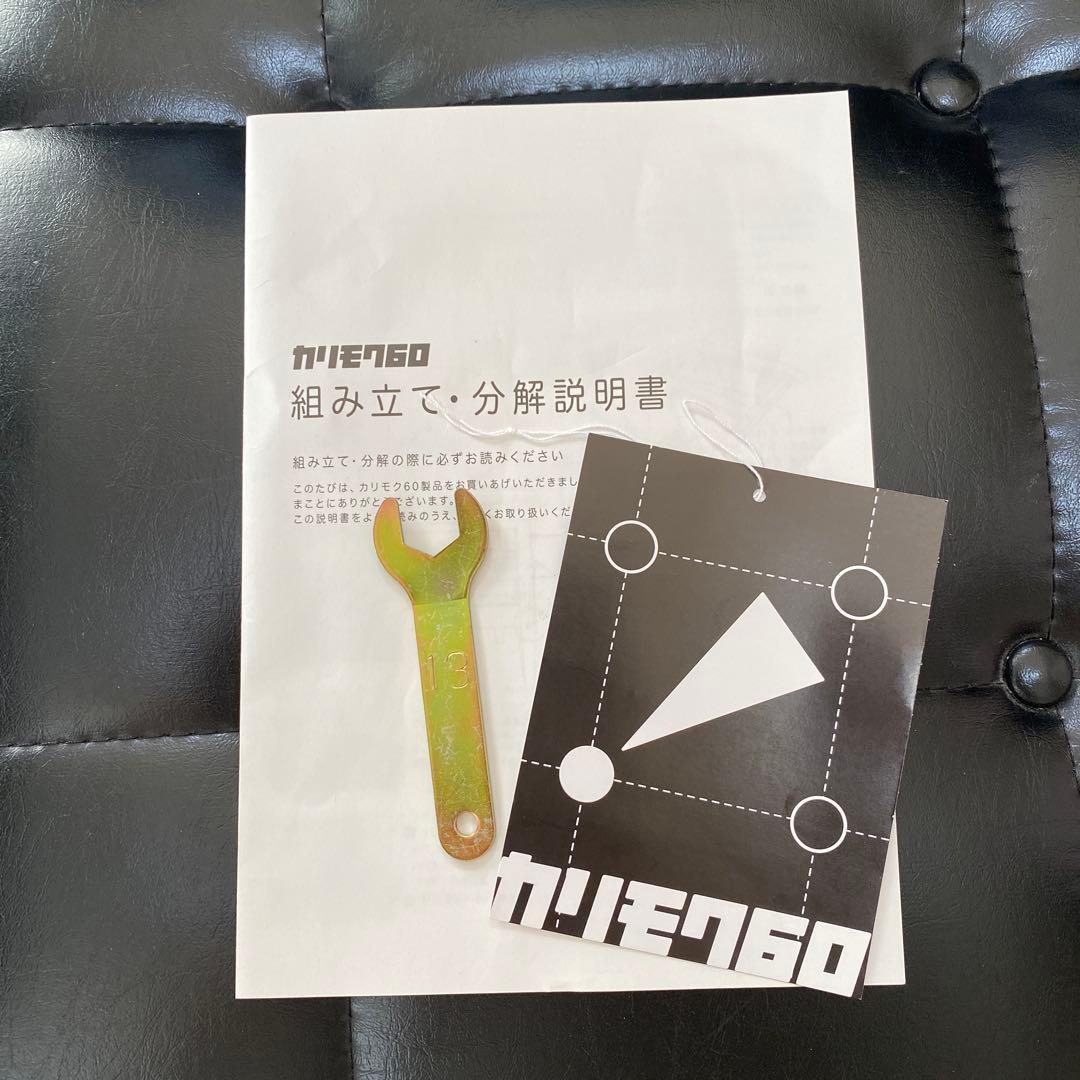 カリモク60
組み立て・分解説明書
組み立て・分解の際に必ずお読みください
このたびは、カリモク60製品をお買いあげいただきまし
まことにありがとうございます。
この説明書をよ 読みのうえ、 くお取り扱いくだ
13
カリモク60